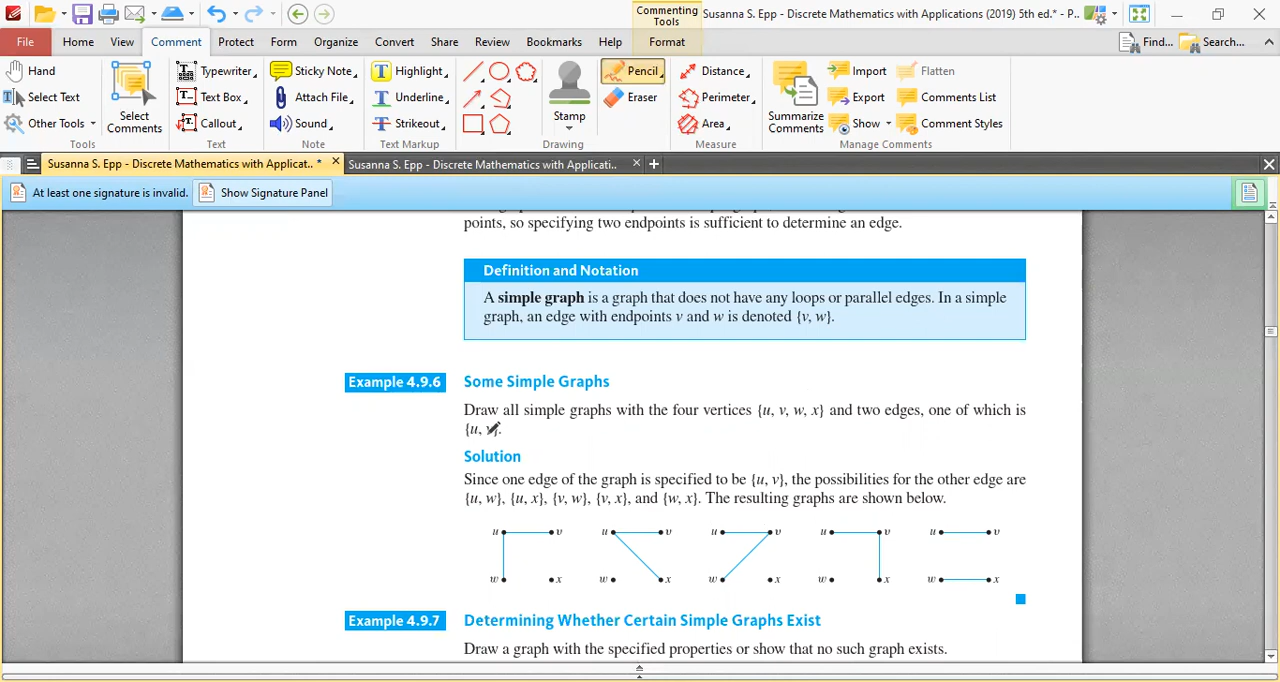 Commenting Tools
Susanna S. Epp - Discrete Mathematics with Applications (2019) 5th ed.* - P..
File Home View Comment Protect Form Organize Convert Share Review Bookmarks Help Format Find... Search...
Hand Select Text Other Tools
Select Comments
Typewriter Text Box Callout
Sticky Note Attach File Sound
Highlight Underline Strikeout
Stamp
Pencil Eraser
Distance Perimeter Area
Summarize Comments
Import Export Show
Flatten Comments List Comment Styles
Tools Text Note Text Markup Drawing Measure Manage Comments
Susanna S. Epp - Discrete Mathematics with Applicat.. * Susanna S. Epp - Discrete Mathematics with Applicati..
At least one signature is invalid. Show Signature Panel
points, so specifying two endpoints is sufficient to determine an edge.
Definition and Notation
A simple graph is a graph that does not have any loops or parallel edges. In a simple
graph, an edge with endpoints v and w is denoted {v, w}.
Example 4.9.6 Some Simple Graphs
Draw all simple graphs with the four vertices {u, v, w, x} and two edges, one of which is
{u,
Solution
Since one edge of the graph is specified to be {u, v}, the possibilities for the other edge are
{u, w}, {u, x}, {v, w}, {v, x}, and {w, x}. The resulting graphs are shown below.
u v u v u v u v u v
w x w x w x w x w x
Example 4.9.7 Determining Whether Certain Simple Graphs Exist
Draw a graph with the specified properties or show that no such graph exists.